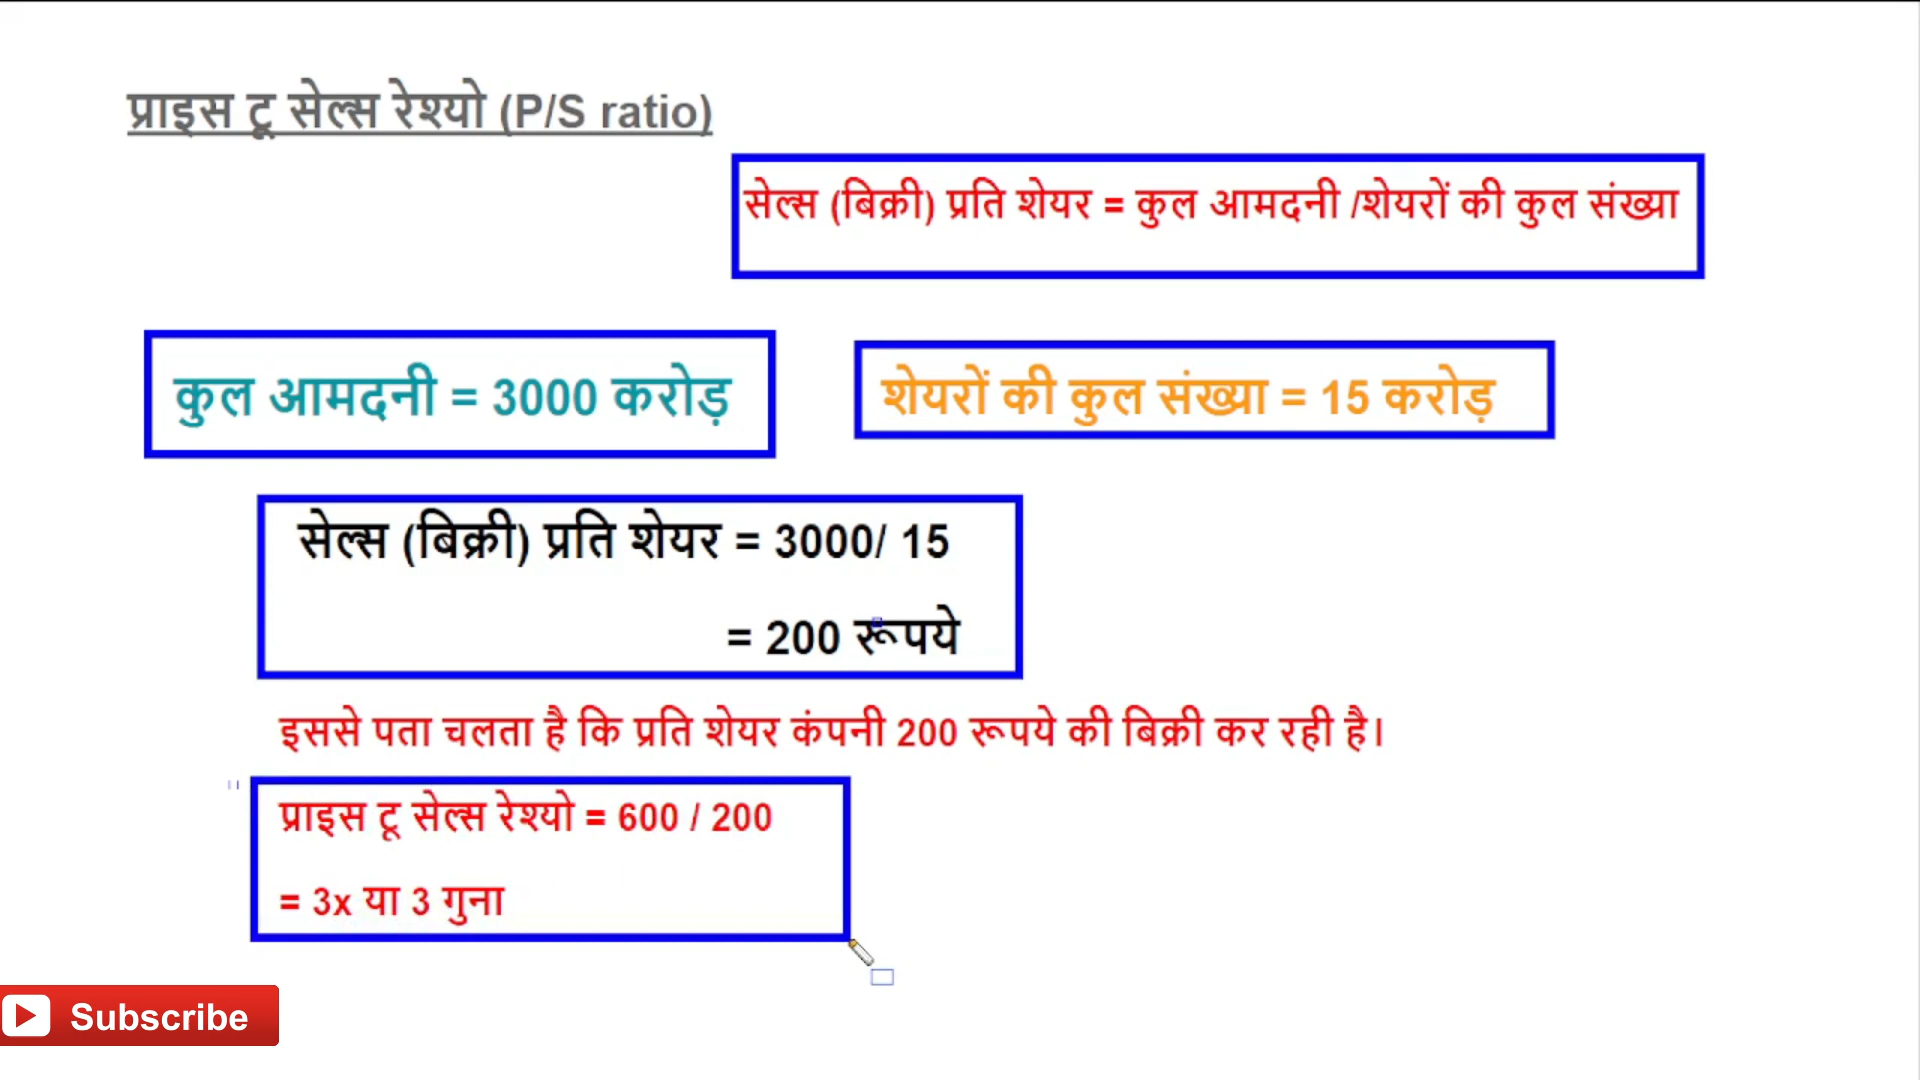 प्राइस टू सेल्स रेश्यो (P/S ratio)
सेल्स (बिक्री) प्रति शेयर = कुल आमदनी /शेयरों की कुल संख्या
कुल आमदनी = 3000 करोड़
शेयरों की कुल संख्या = 15 करोड़
सेल्स (बिक्री) प्रति शेयर = 3000/ 15
= 200 रूपये
इससे पता चलता है कि प्रति शेयर कंपनी 200 रूपये की बिक्री कर रही है।
प्राइस टू सेल्स रेश्यो = 600 / 200
= 3x या 3 गुना
Subscribe